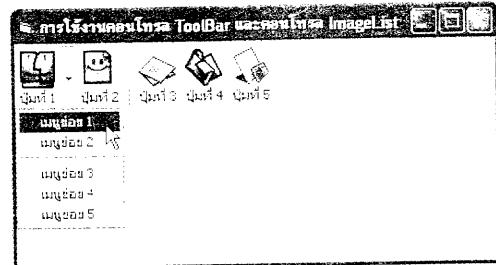 การใช้งานคอนโทรล ToolBar และคอนโทรล ImageList
ปุ่มที่ 1 ปุ่มที่ 2 ปุ่มที่ 3 ปุ่มที่ 4 ปุ่มที่ 5
เมนูย่อย 1
เมนูย่อย 2
เมนูย่อย 3
เมนูย่อย 4
เมนูย่อย 5